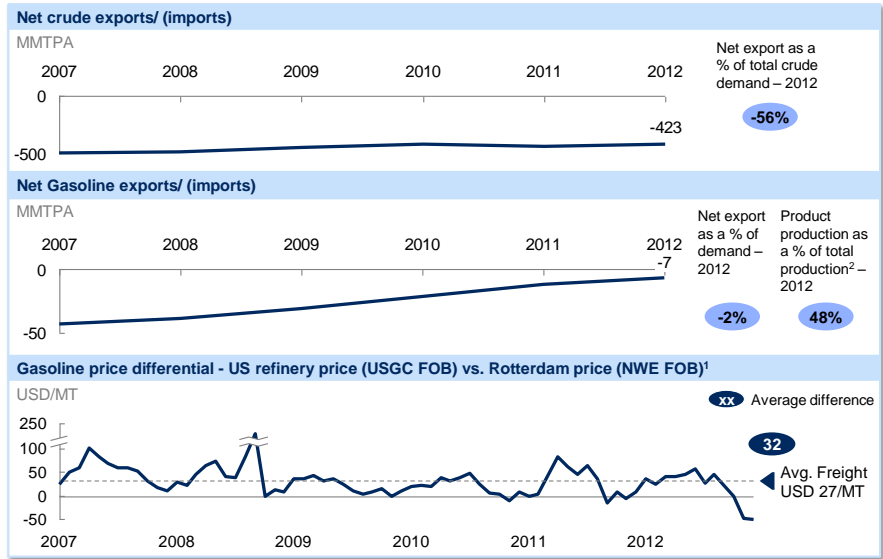 Net crude exports/ (imports)
MMTPA
Net export as a
% of total crude
demand – 2012
2007 2008 2009 2010 2011 2012
0
-56%
-423
-500
Net Gasoline exports/ (imports)
MMTPA
Net export
as a % of
demand –
2012
Product
production as
a % of total
production² –
2012
2007 2008 2009 2010 2011 2012
-7
0
-2%
48%
-50
Gasoline price differential - US refinery price (USGC FOB) vs. Rotterdam price (NWE FOB)¹
USD/MT
xx Average difference
250
100
50
0
-50
32
Avg. Freight
USD 27/MT
2007 2008 2009 2010 2011 2012